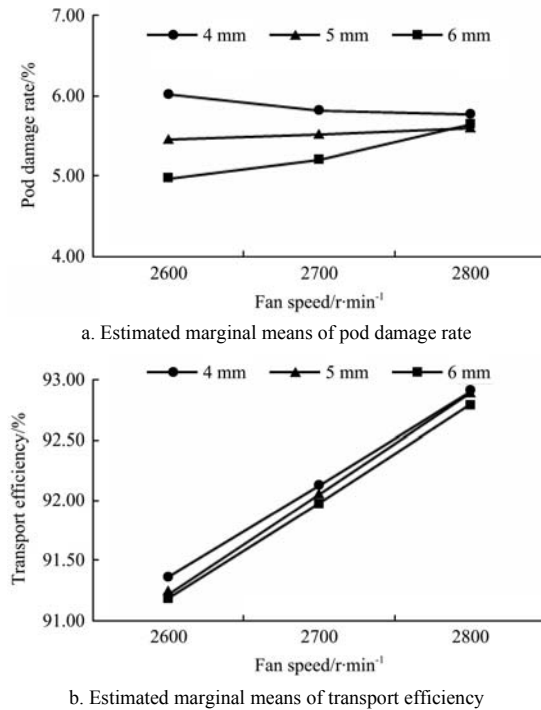 7.00
4 mm 5 mm 6 mm
6.00
5.00
4.00
Pod damage rate/%
2600 2700 2800
Fan speed/r·min⁻¹
a. Estimated marginal means of pod damage rate
93.00
4 mm 5 mm 6 mm
92.50
92.00
91.50
91.00
Transport efficiency/%
2600 2700 2800
Fan speed/r·min⁻¹
b. Estimated marginal means of transport efficiency